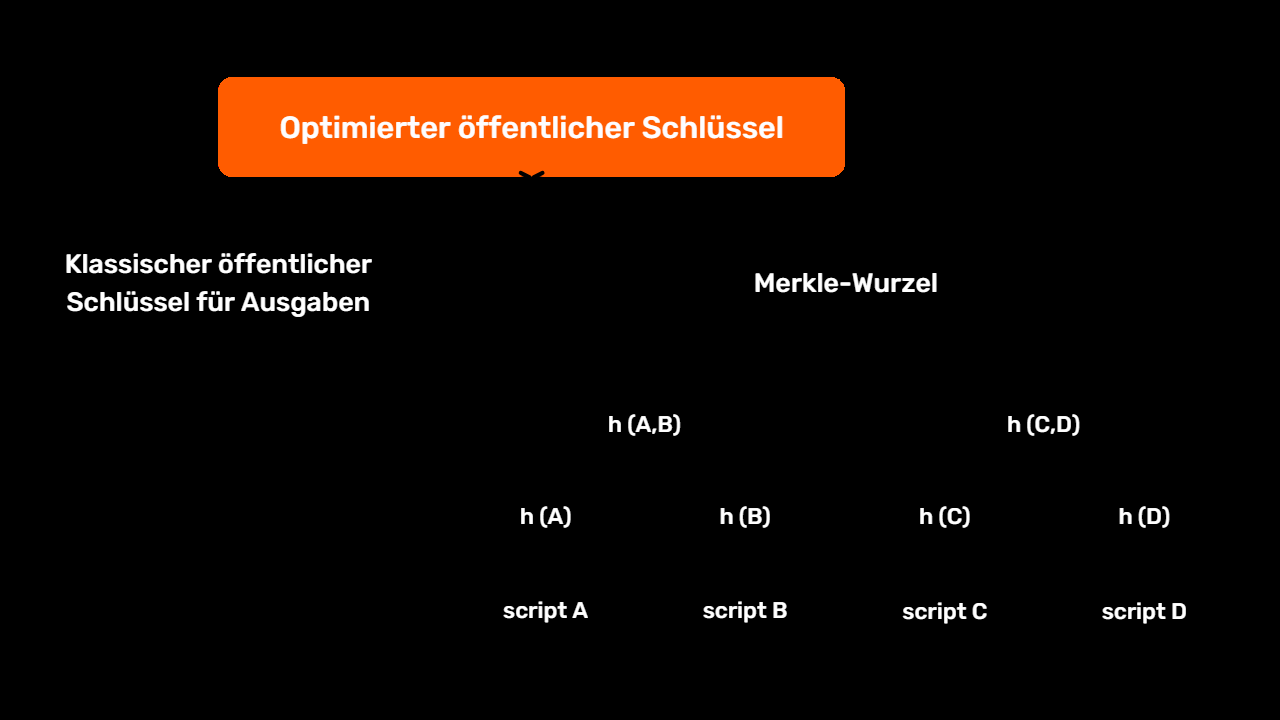 Optimierter öffentlicher Schlüssel
Klassischer öffentlicher
Schlüssel für Ausgaben
Merkle-Wurzel
h (A,B)
h (C,D)
h (A)
h (B)
h (C)
h (D)
script A
script B
script C
script D